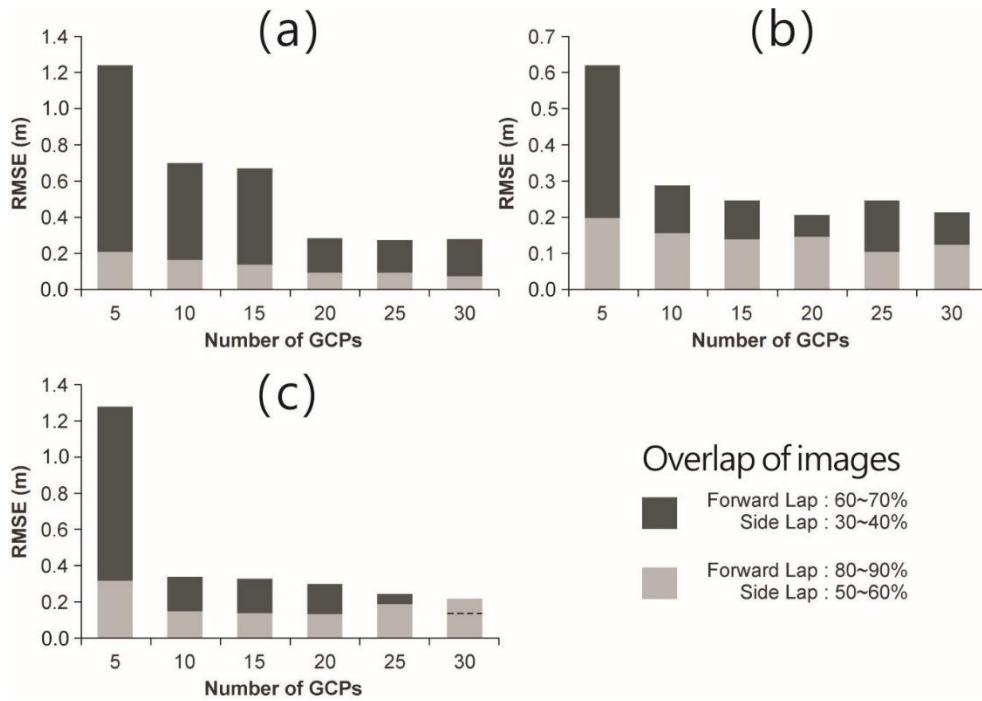 (a)
1.4
1.2
1.0
0.8
0.6
0.4
0.2
0.0
RMSE (m)
5 10 15 20 25 30
Number of GCPs
(b)
0.7
0.6
0.5
0.4
0.3
0.2
0.1
0.0
RMSE (m)
5 10 15 20 25 30
Number of GCPs
(c)
1.4
1.2
1.0
0.8
0.6
0.4
0.2
0.0
RMSE (m)
5 10 15 20 25 30
Number of GCPs
Overlap of images
Forward Lap : 60~70%
Side Lap : 30~40%
Forward Lap : 80~90%
Side Lap : 50~60%